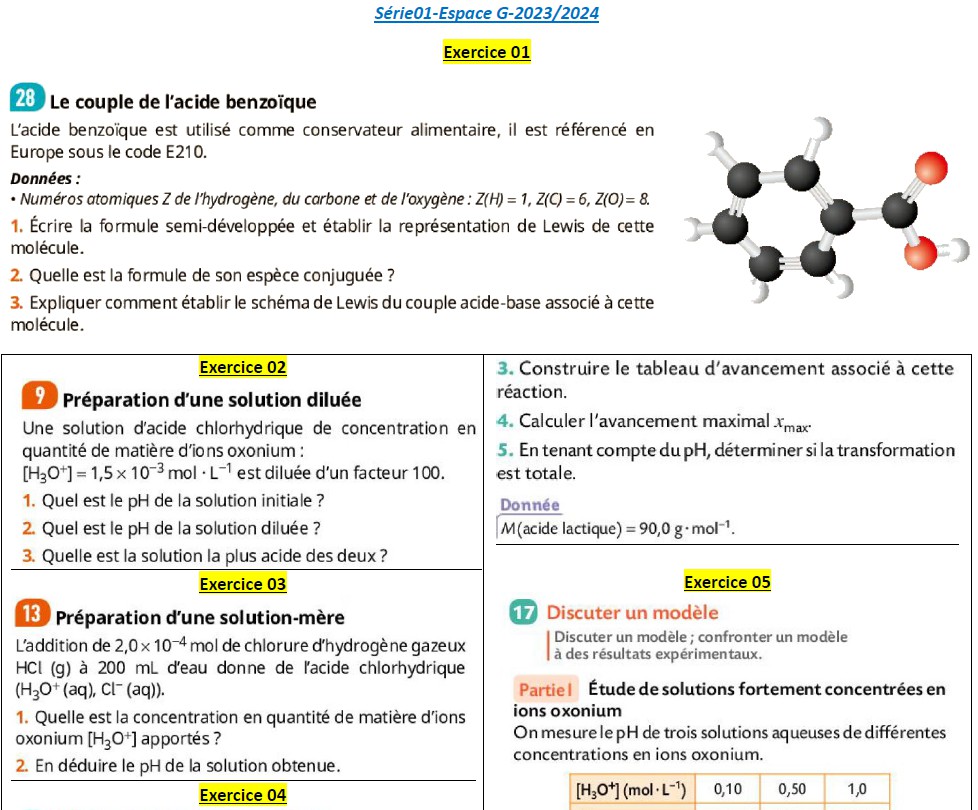 Série01-Espace G-2023/2024
Exercice 01
28 Le couple de l'acide benzoïque
L'acide benzoïque est utilisé comme conservateur alimentaire, il est référencé en
Europe sous le code E210.
Données :
• Numéros atomiques Z de l'hydrogène, du carbone et de l'oxygène : Z(H) = 1, Z(C) = 6, Z(O) = 8.
1. Écrire la formule semi-développée et établir la représentation de Lewis de cette
molécule.
2. Quelle est la formule de son espèce conjuguée ?
3. Expliquer comment établir le schéma de Lewis du couple acide-base associé à cette
molécule.
Exercice 02
9 Préparation d'une solution diluée
Une solution d'acide chlorhydrique de concentration en
quantité de matière d'ions oxonium :
[H₃O⁺] = 1,5 × 10⁻³ mol · L⁻¹ est diluée d'un facteur 100.
1. Quel est le pH de la solution initiale ?
2. Quel est le pH de la solution diluée ?
3. Quelle est la solution la plus acide des deux ?
Exercice 03
13 Préparation d'une solution-mère
L'addition de 2,0 × 10⁻⁴ mol de chlorure d'hydrogène gazeux
HCl (g) à 200 mL d'eau donne de l'acide chlorhydrique
(H₃O⁺ (aq), Cl⁻ (aq)).
1. Quelle est la concentration en quantité de matière d'ions
oxonium [H₃O⁺] apportés ?
2. En déduire le pH de la solution obtenue.
Exercice 04
3. Construire le tableau d'avancement associé à cette
réaction.
4. Calculer l'avancement maximal xmax.
5. En tenant compte du pH, déterminer si la transformation
est totale.
Donnée
M(acide lactique) = 90,0 g·mol⁻¹.
Exercice 05
17 Discuter un modèle
Discuter un modèle ; confronter un modèle
à des résultats expérimentaux.
Partie I Étude de solutions fortement concentrées en
ions oxonium
On mesure le pH de trois solutions aqueuses de différentes
concentrations en ions oxonium.
[H₃O⁺] (mol·L⁻¹) 0,10 0,50 1,0